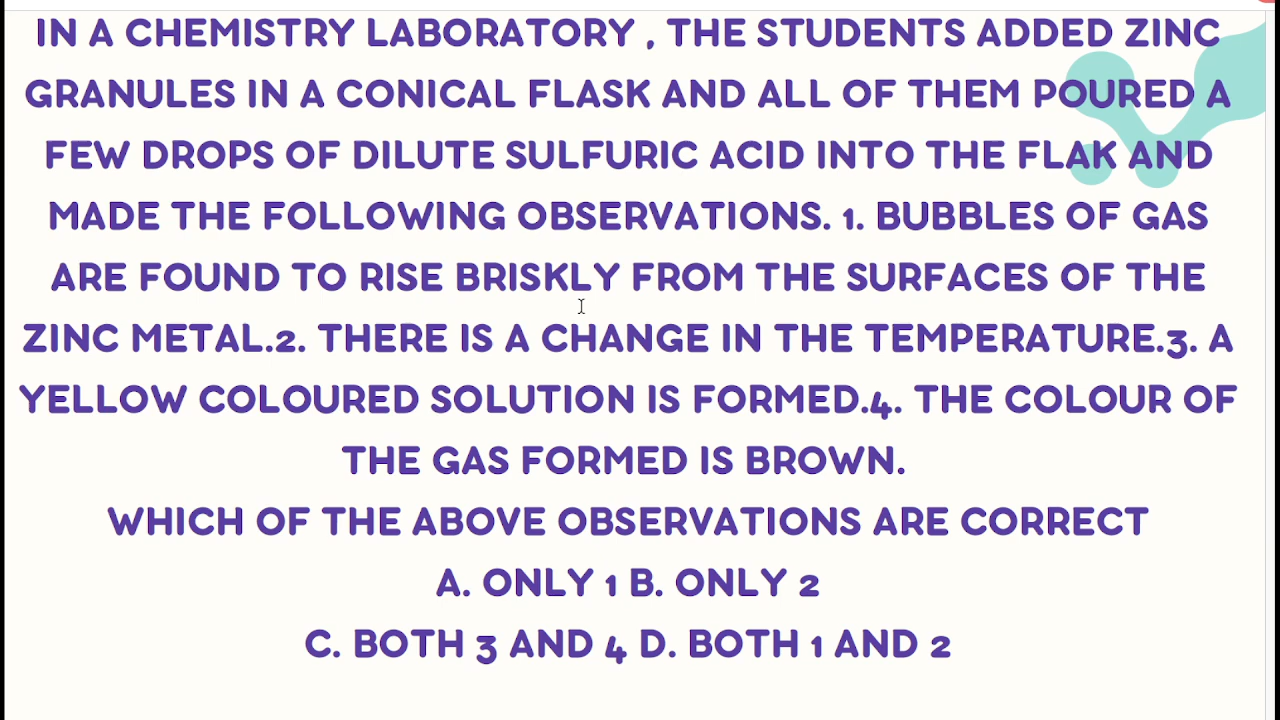 IN A CHEMISTRY LABORATORY , THE STUDENTS ADDED ZINC
GRANULES IN A CONICAL FLASK AND ALL OF THEM POURED A
FEW DROPS OF DILUTE SULFURIC ACID INTO THE FLAK AND
MADE THE FOLLOWING OBSERVATIONS. 1. BUBBLES OF GAS
ARE FOUND TO RISE BRISKLY FROM THE SURFACES OF THE
ZINC METAL.2. THERE IS A CHANGE IN THE TEMPERATURE.3. A
YELLOW COLOURED SOLUTION IS FORMED.4. THE COLOUR OF
THE GAS FORMED IS BROWN.
WHICH OF THE ABOVE OBSERVATIONS ARE CORRECT
A. ONLY 1 B. ONLY 2
C. BOTH 3 AND 4 D. BOTH 1 AND 2